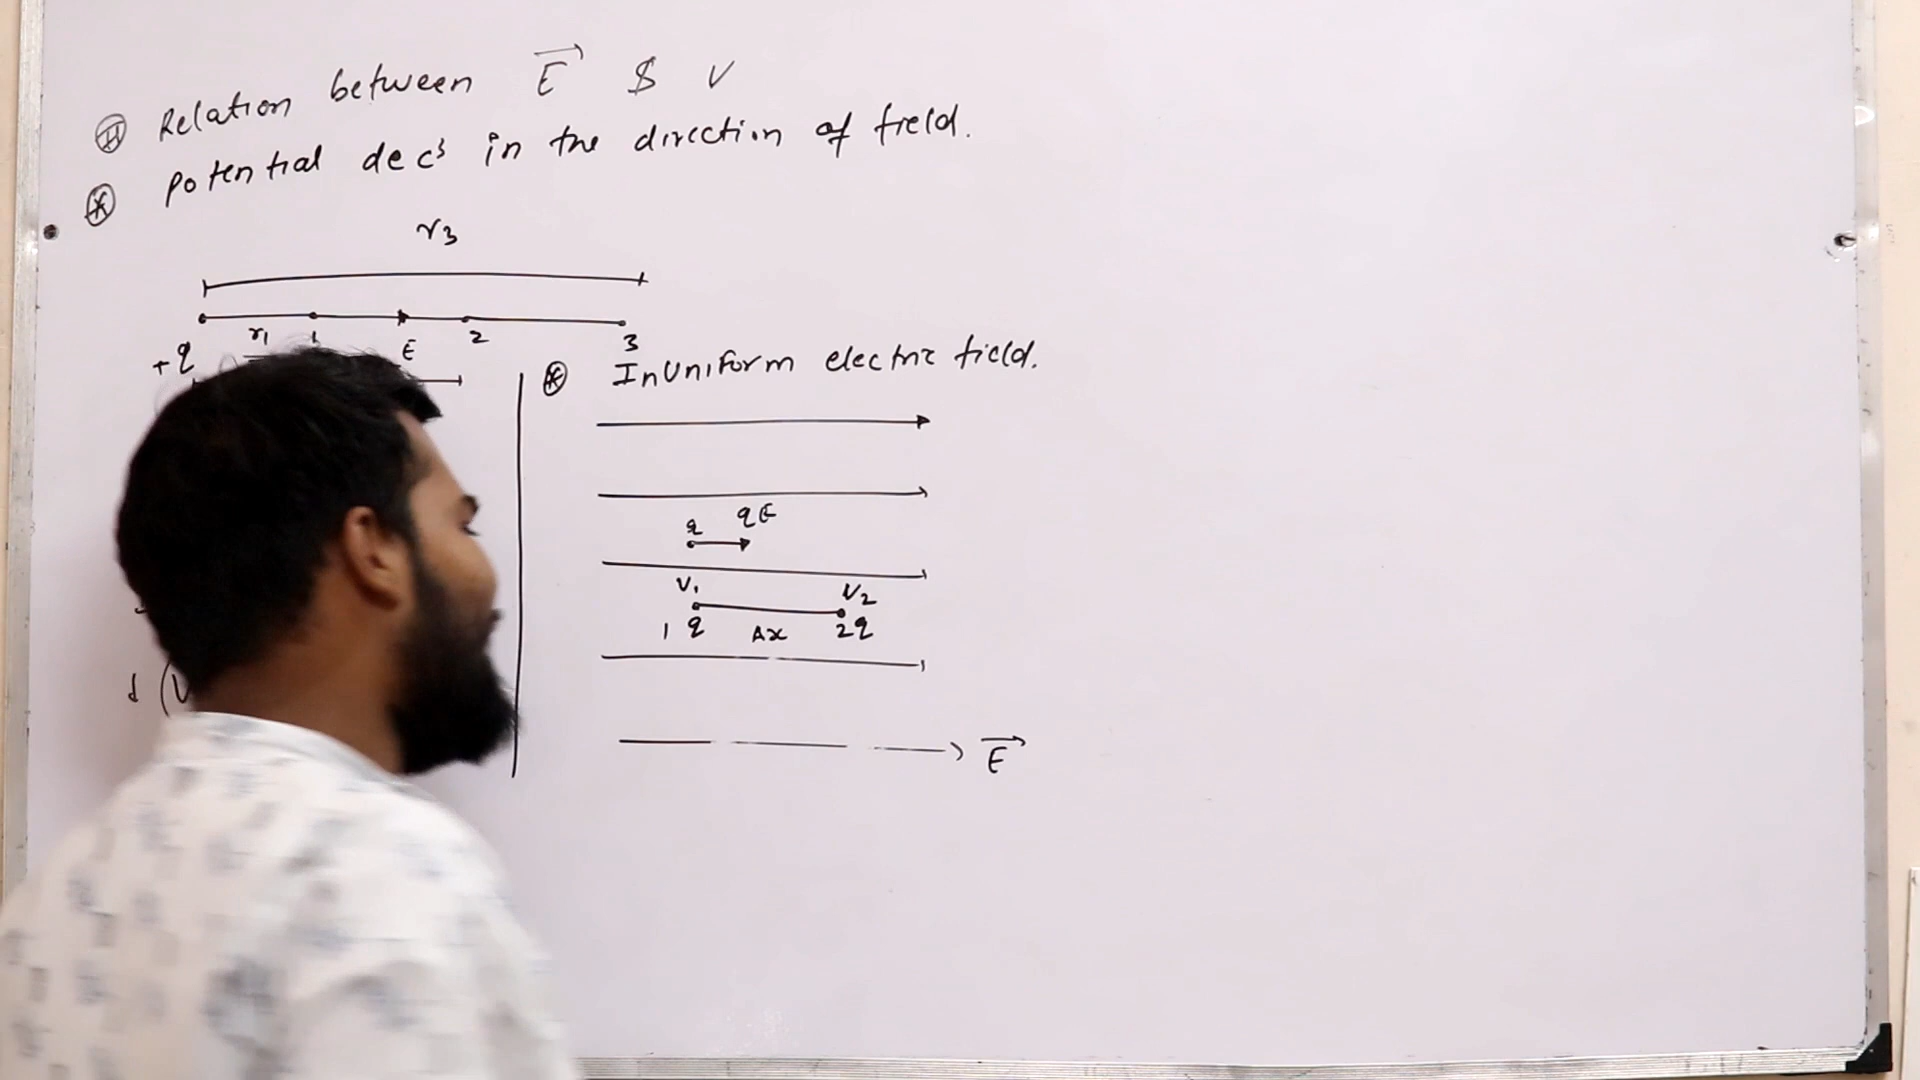 Relation between E & V
Potential decs in the direction of field.
r3
r1 1 E 2 3
+q
In Uniform electric field.
q qE
V1 V2
1 q Δx 2 q
E